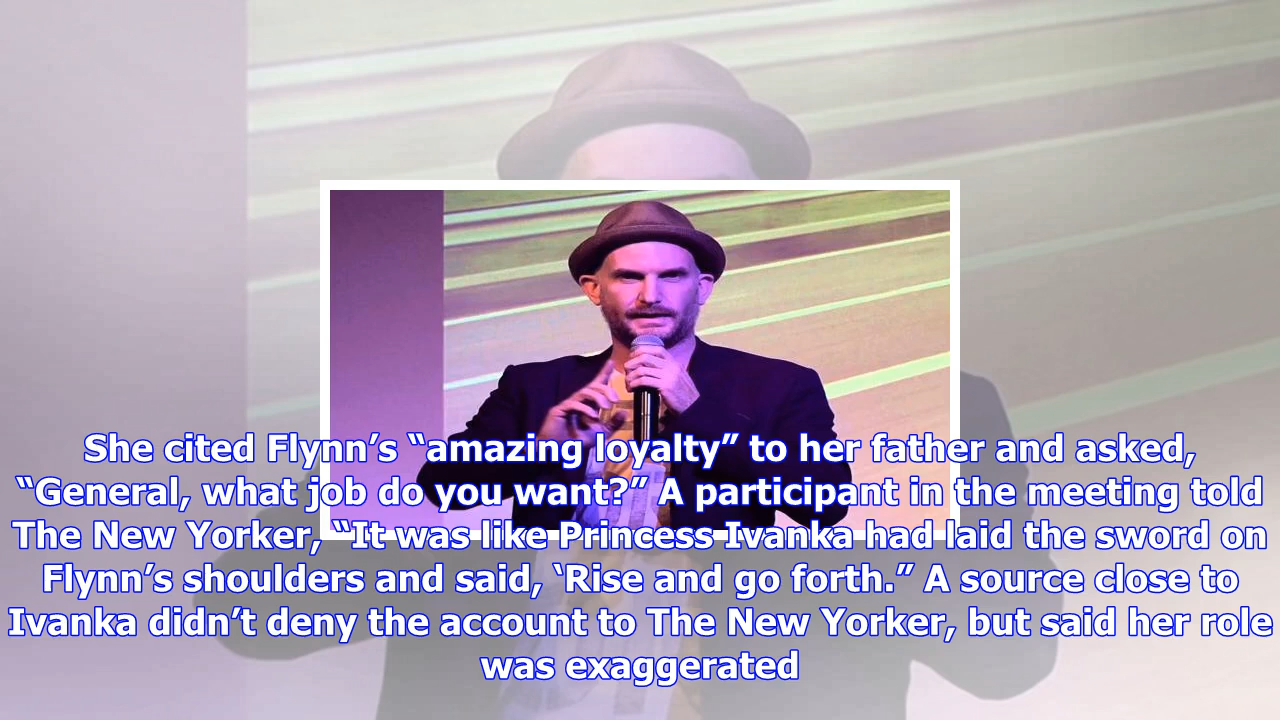 She cited Flynn’s “amazing loyalty” to her father and asked,
“General, what job do you want?” A participant in the meeting told
The New Yorker, “It was like Princess Ivanka had laid the sword on
Flynn’s shoulders and said, ‘Rise and go forth.” A source close to
Ivanka didn’t deny the account to The New Yorker, but said her role
was exaggerated